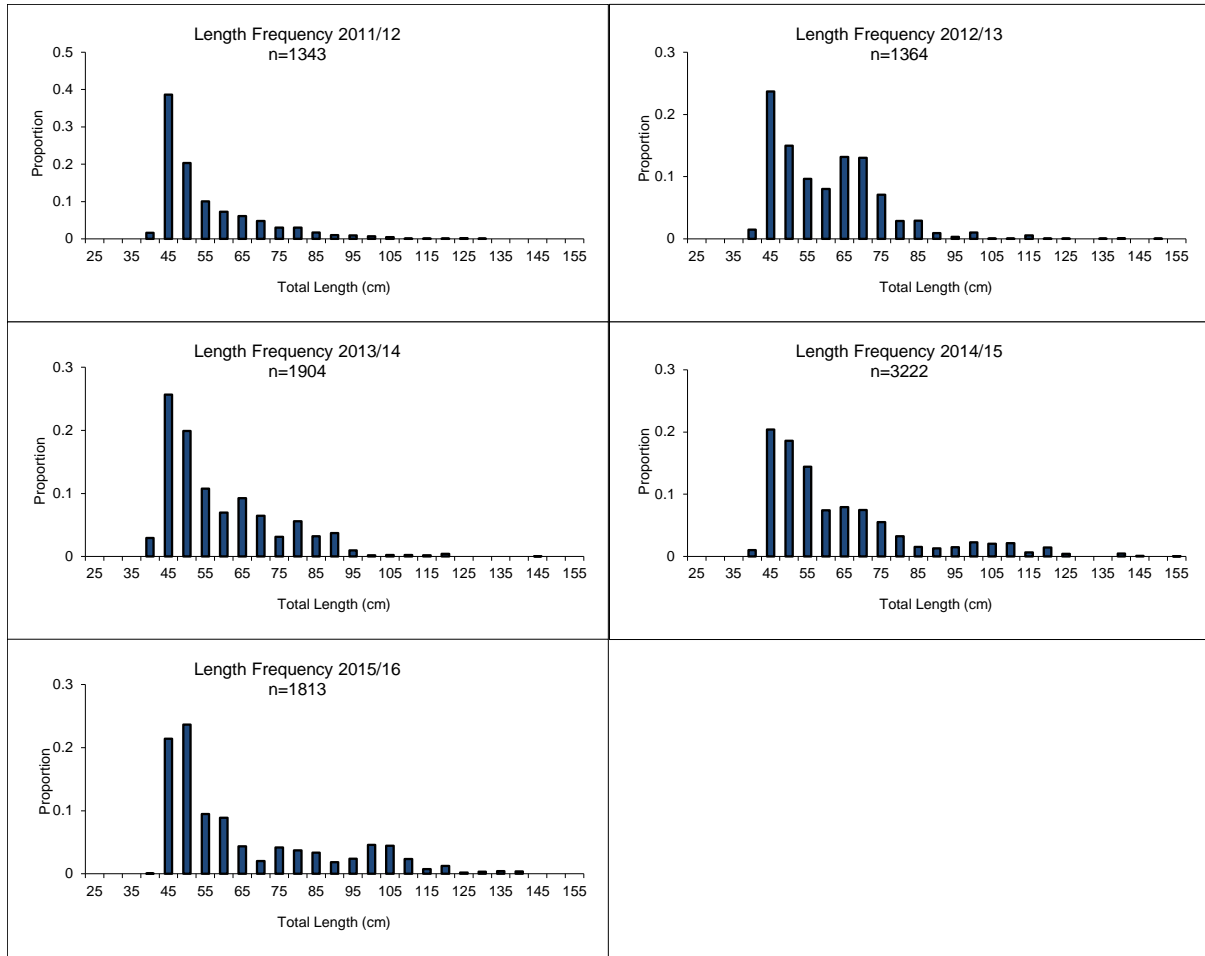 Length Frequency 2011/12
n=1343
0.5
0.4
0.3
0.2
0.1
0
Proportion
25 35 45 55 65 75 85 95 105 115 125 135 145 155
Total Length (cm)
Length Frequency 2012/13
n=1364
0.3
0.2
0.1
0
Proportion
25 35 45 55 65 75 85 95 105 115 125 135 145 155
Total Length (cm)
Length Frequency 2013/14
n=1904
0.3
0.2
0.1
0
Proportion
25 35 45 55 65 75 85 95 105 115 125 135 145 155
Total Length (cm)
Length Frequency 2014/15
n=3222
0.3
0.2
0.1
0
Proportion
25 35 45 55 65 75 85 95 105 115 125 135 145 155
Total Length (cm)
Length Frequency 2015/16
n=1813
0.3
0.2
0.1
0
Proportion
25 35 45 55 65 75 85 95 105 115 125 135 145 155
Total Length (cm)